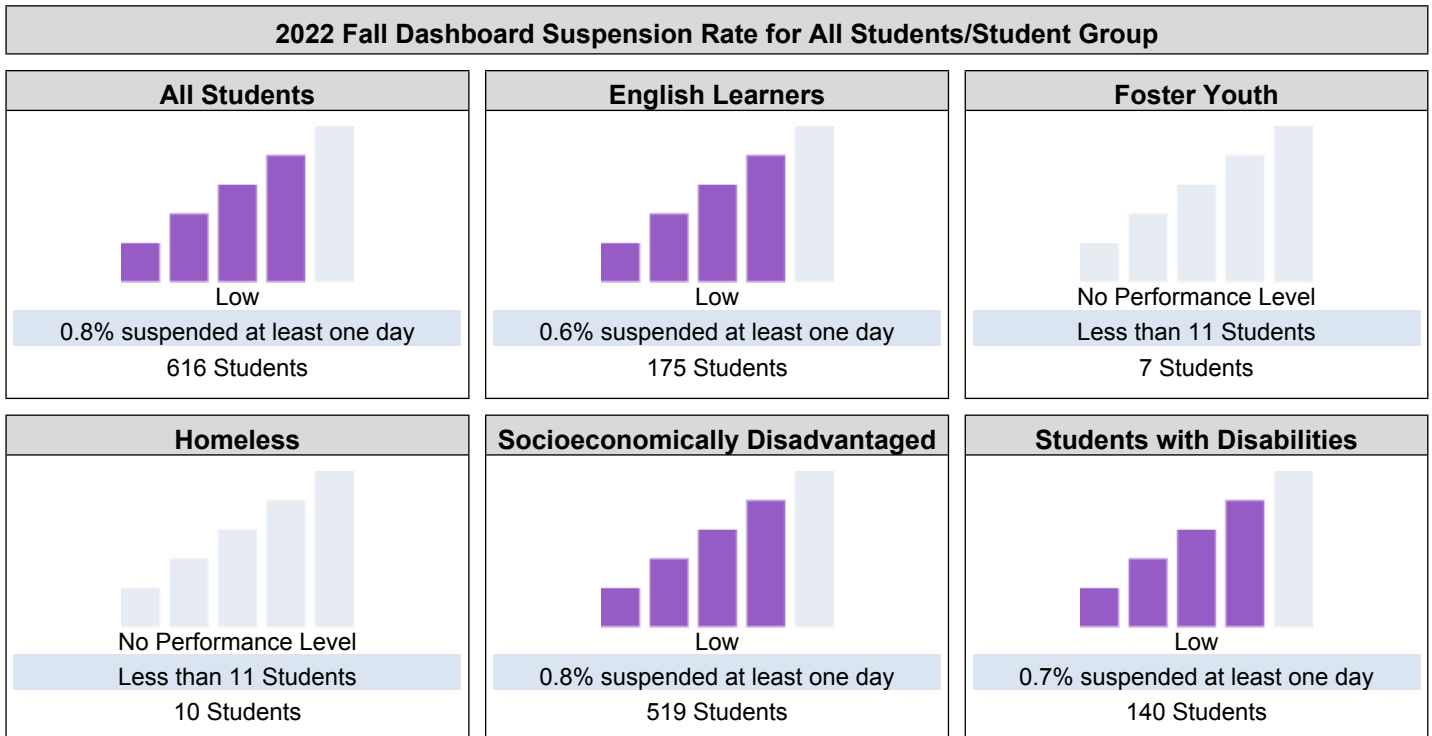 2022 Fall Dashboard Suspension Rate for All Students/Student Group
All Students
Low
0.8% suspended at least one day
616 Students
English Learners
Low
0.6% suspended at least one day
175 Students
Foster Youth
No Performance Level
Less than 11 Students
7 Students
Homeless
No Performance Level
Less than 11 Students
10 Students
Socioeconomically Disadvantaged
Low
0.8% suspended at least one day
519 Students
Students with Disabilities
Low
0.7% suspended at least one day
140 Students